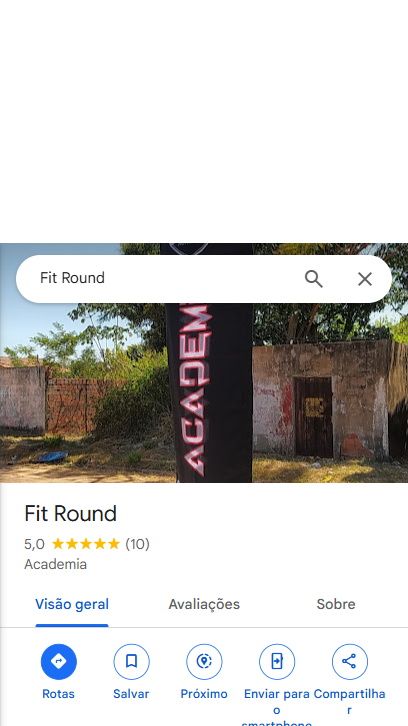 Fit Round
ACADEM
Fit Round
5,0 ★★★★★ (10)
Academia
Visão geral Avaliações Sobre
Rotas Salvar Próximo Enviar para o smartphone Compartilhar